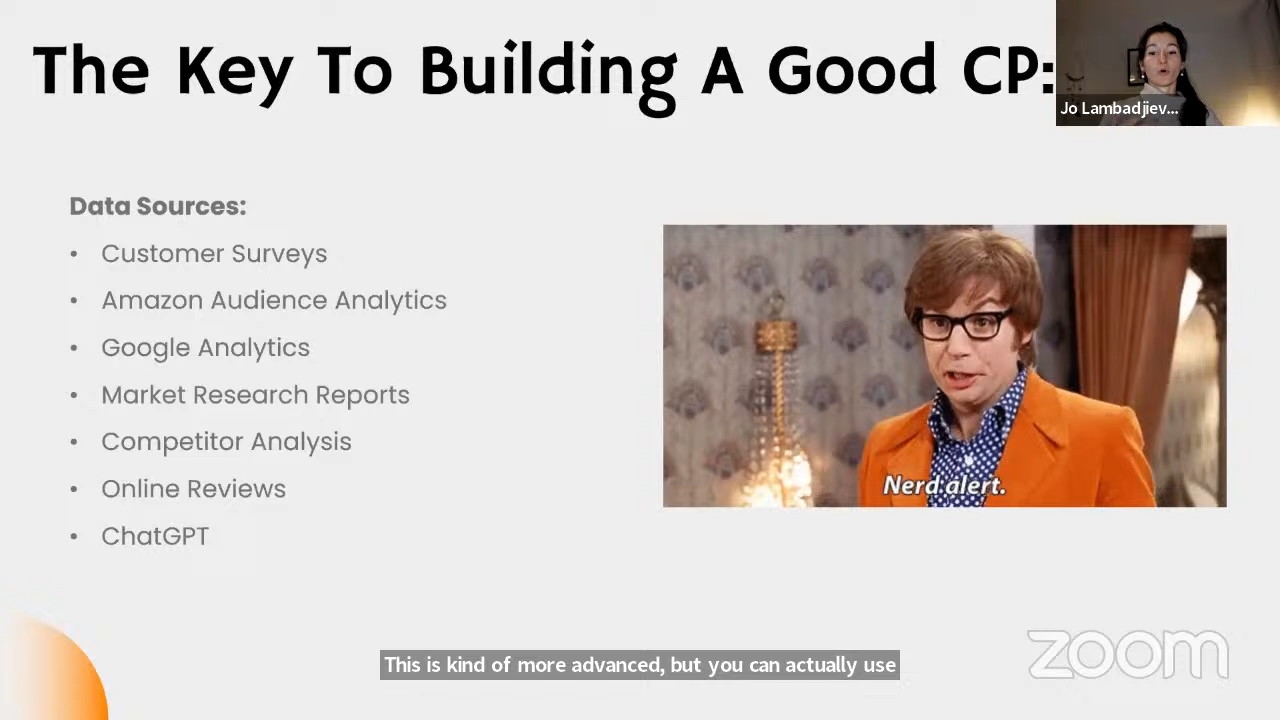 The Key To Building A Good CP:
Jo Lambadjiev...
Data Sources:
• Customer Surveys
• Amazon Audience Analytics
• Google Analytics
• Market Research Reports
• Competitor Analysis
• Online Reviews
• ChatGPT
Nerd alert.
This is kind of more advanced, but you can actually use
zoom